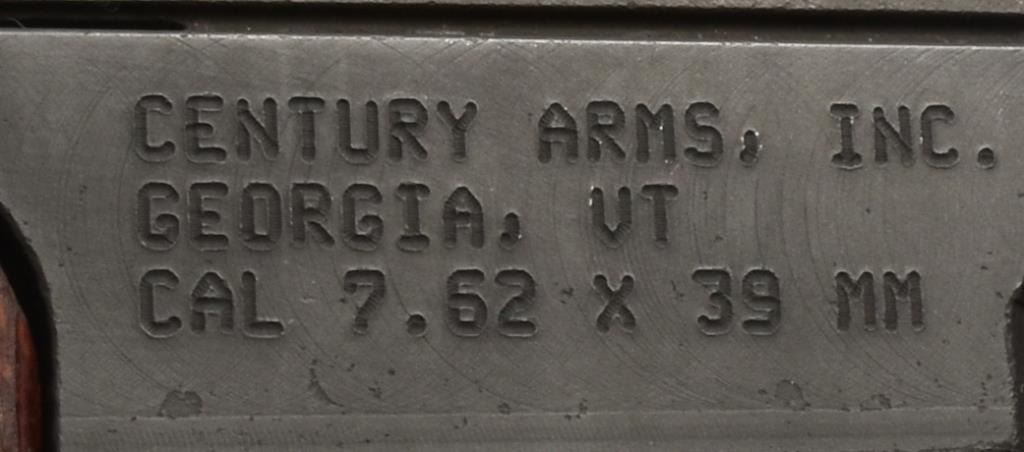 CENTURY ARMS, INC.
GEORGIA, VT
CAL 7.62 X 39 MM